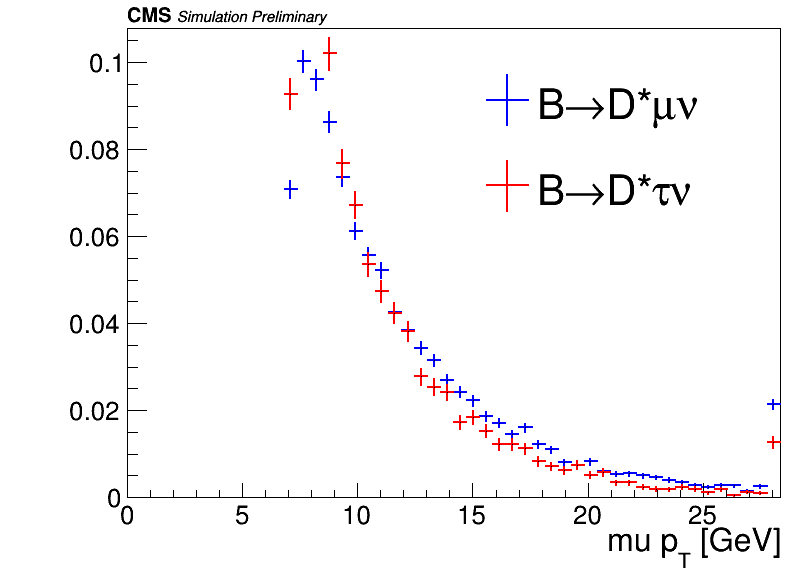 CMS Simulation Preliminary
0.1
0.08
0.06
0.04
0.02
0
B→D*μν
B→D*τν
0 5 10 15 20 25
mu p_T [GeV]